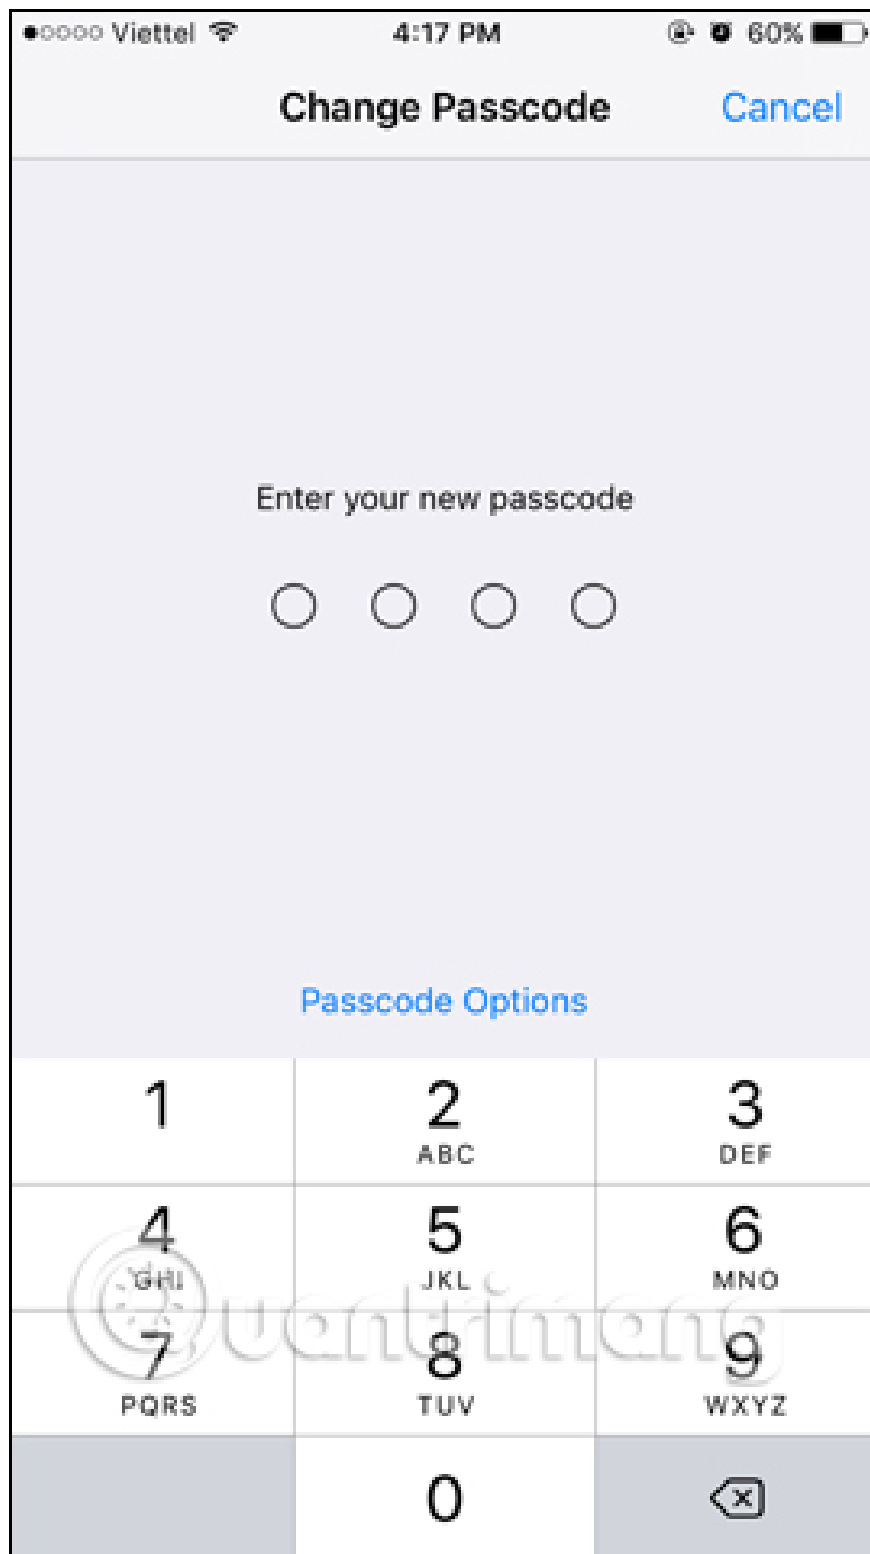 Viettel 4:17 PM 60%
Change Passcode Cancel
Enter your new passcode
Passcode Options
1 2 3
ABC DEF
4 5 6
GHI JKL MNO
Quantrimang
7 8 9
PQRS TUV WXYZ
0